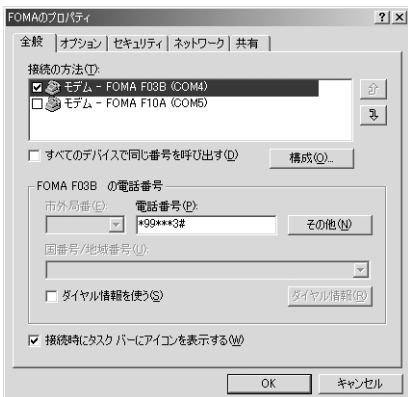 FOMAのプロパティ
全般 オプション セキュリティ ネットワーク 共有
接続の方法(T):
モデム - FOMA F03B (COM4)
モデム - FOMA F10A (COM5)
すべてのデバイスで同じ番号を呼び出す(D) 構成(O)...
FOMA F03B の電話番号
市外局番(E): 電話番号(P):
*99***3# その他(N)
国番号/地域番号(U):
ダイヤル情報を使う(S) ダイヤル情報(R)
接続時にタスク バーにアイコンを表示する(W)
OK キャンセル